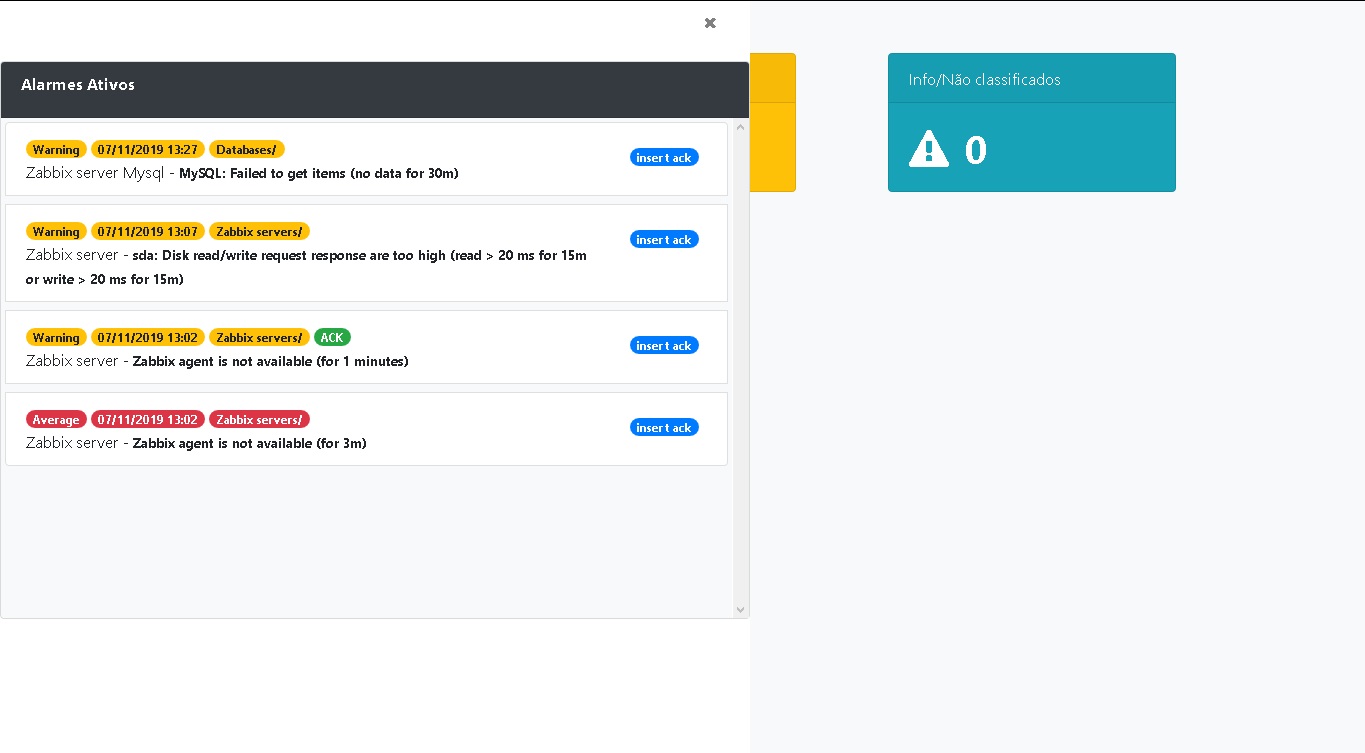 ✖
Alarmes Ativos
Warning 07/11/2019 13:27 Databases/
insert ack
Zabbix server Mysql - MySQL: Failed to get items (no data for 30m)
Warning 07/11/2019 13:07 Zabbix servers/
insert ack
Zabbix server - sda: Disk read/write request response are too high (read > 20 ms for 15m
or write > 20 ms for 15m)
Warning 07/11/2019 13:02 Zabbix servers/ ACK
insert ack
Zabbix server - Zabbix agent is not available (for 1 minutes)
Average 07/11/2019 13:02 Zabbix servers/
insert ack
Zabbix server - Zabbix agent is not available (for 3m)
Info/Não classificados
0